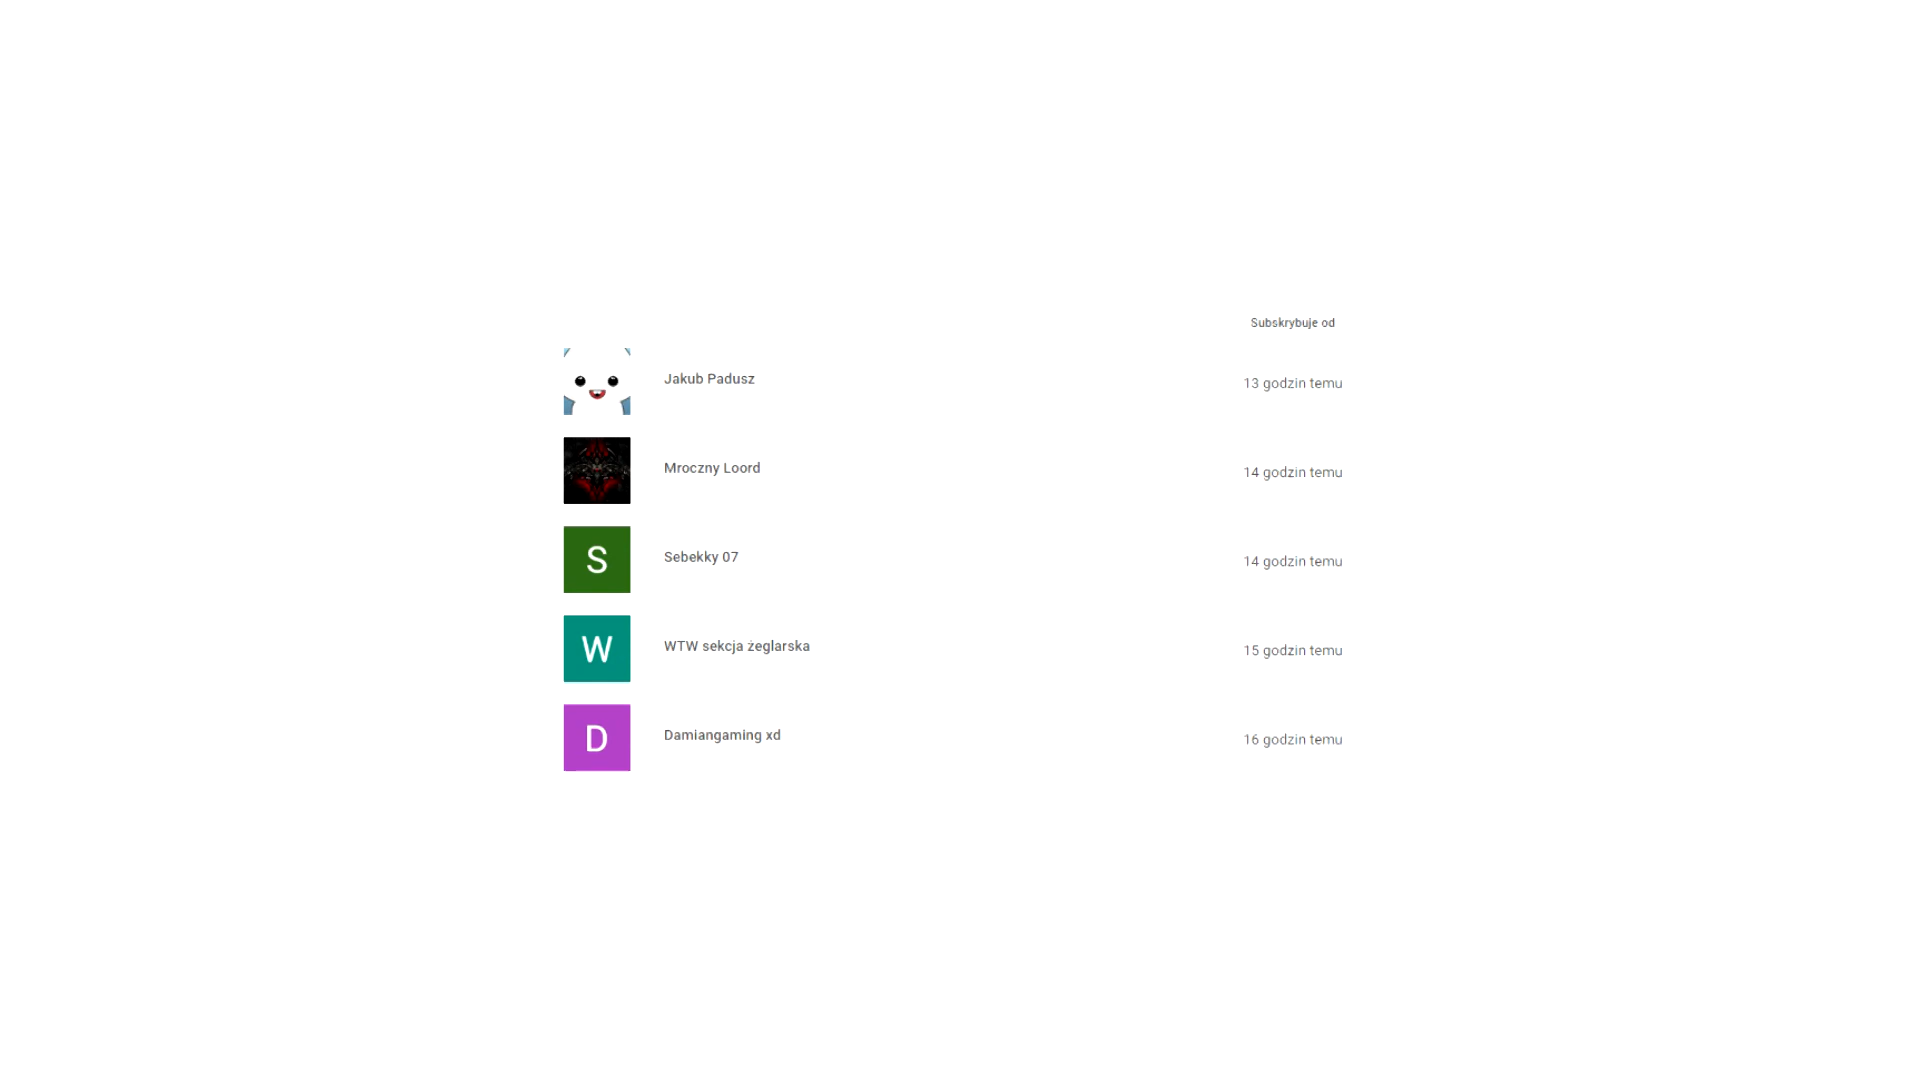 Subskrybuje od
Jakub Padusz 13 godzin temu
Mroczny Loord 14 godzin temu
S Sebekky 07 14 godzin temu
W WTW sekcja żeglarska 15 godzin temu
D Damiangaming xd 16 godzin temu